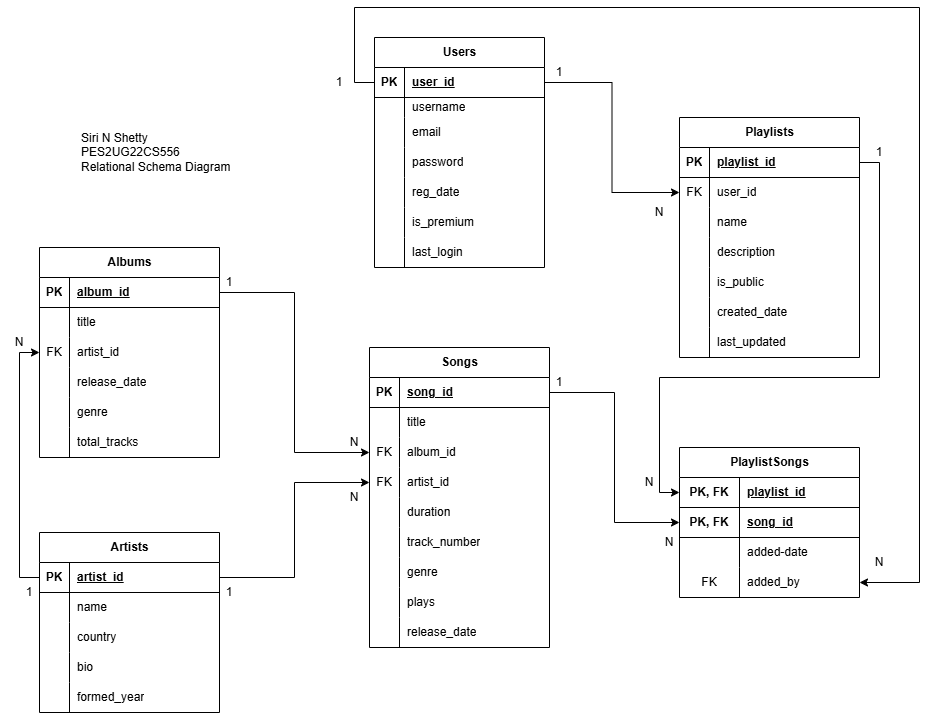 Siri N Shetty
PES2UG22CS556
Relational Schema Diagram
Users
1 PK user_id 1
username
email
password
reg_date
is_premium
last_login
Playlists
PK playlist_id 1
N FK user_id
name
description
is_public
created_date
last_updated
Albums
PK album_id 1
title
N FK artist_id
release_date
genre
total_tracks
Songs
PK song_id 1
title
N FK album_id
N FK artist_id
duration
track_number
genre
plays
release_date
PlaylistSongs
N PK, FK playlist_id
N PK, FK song_id
added-date
FK added_by N
Artists
1 PK artist_id 1
name
country
bio
formed_year